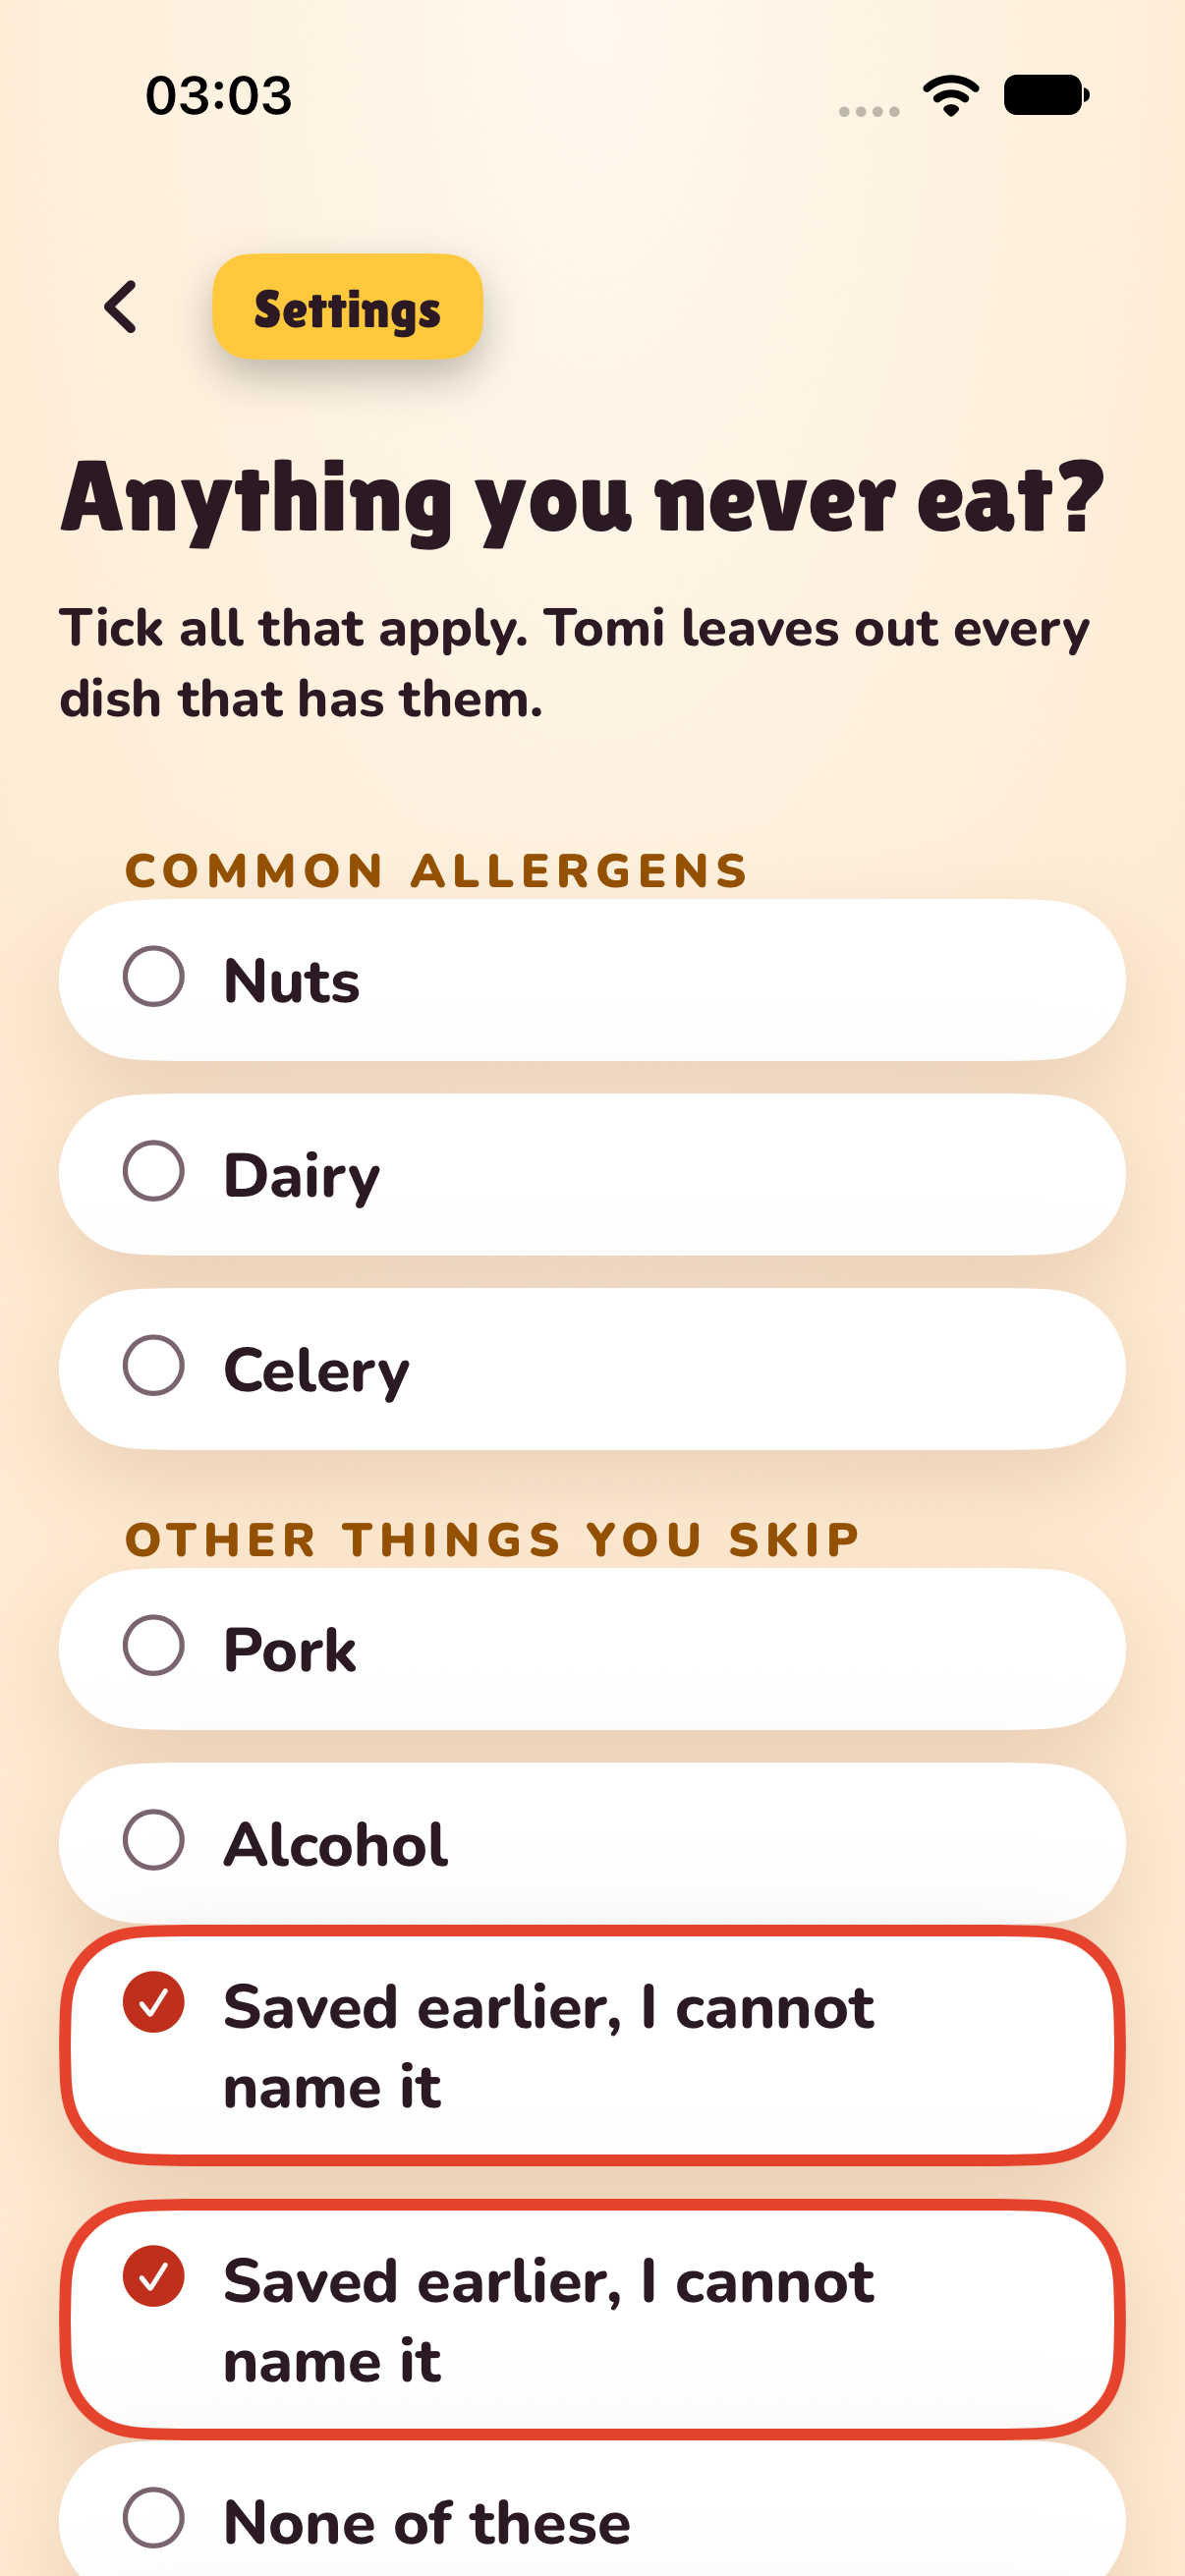 03:03
Settings
Anything you never eat?
Tick all that apply. Tomi leaves out every
dish that has them.
COMMON ALLERGENS
Nuts
Dairy
Celery
OTHER THINGS YOU SKIP
Pork
Alcohol
Saved earlier, I cannot
name it
Saved earlier, I cannot
name it
None of these